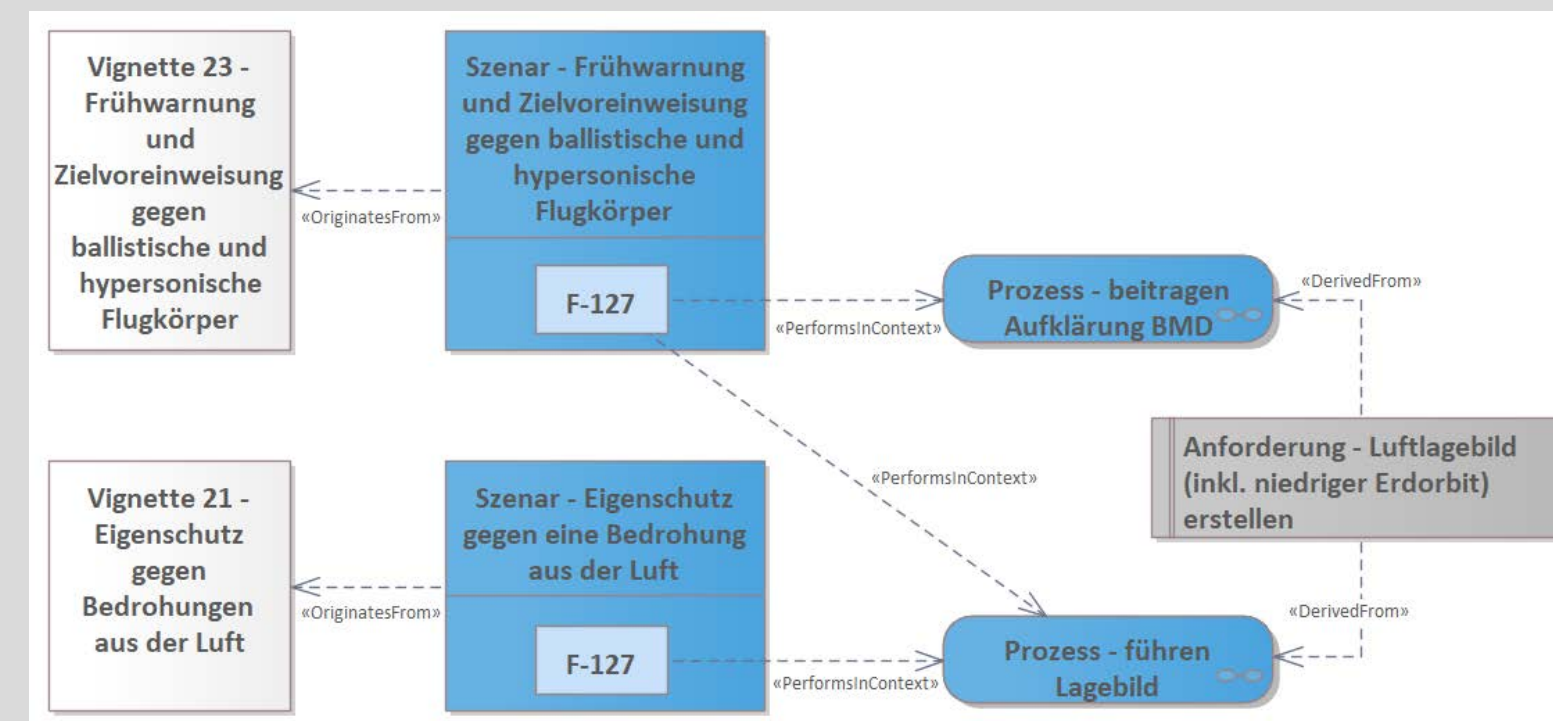 Vignette 23 -
Frühwarnung
und
Zielvoreinweisung
gegen
ballistische und
hypersonische
Flugkörper
«OriginatesFrom»
Szenar - Frühwarnung
und Zielvoreinweisung
gegen ballistische und
hypersonische
Flugkörper
F-127
«PerformsInContext»
Prozess - beitragen
Aufklärung BMD
«DerivedFrom»
Anforderung - Luftlagebild
(inkl. niedriger Erdorbit)
erstellen
«PerformsInContext»
Vignette 21 -
Eigenschutz
gegen
Bedrohungen
aus der Luft
«OriginatesFrom»
Szenar - Eigenschutz
gegen eine Bedrohung
aus der Luft
F-127
«PerformsInContext»
Prozess - führen
Lagebild
«DerivedFrom»